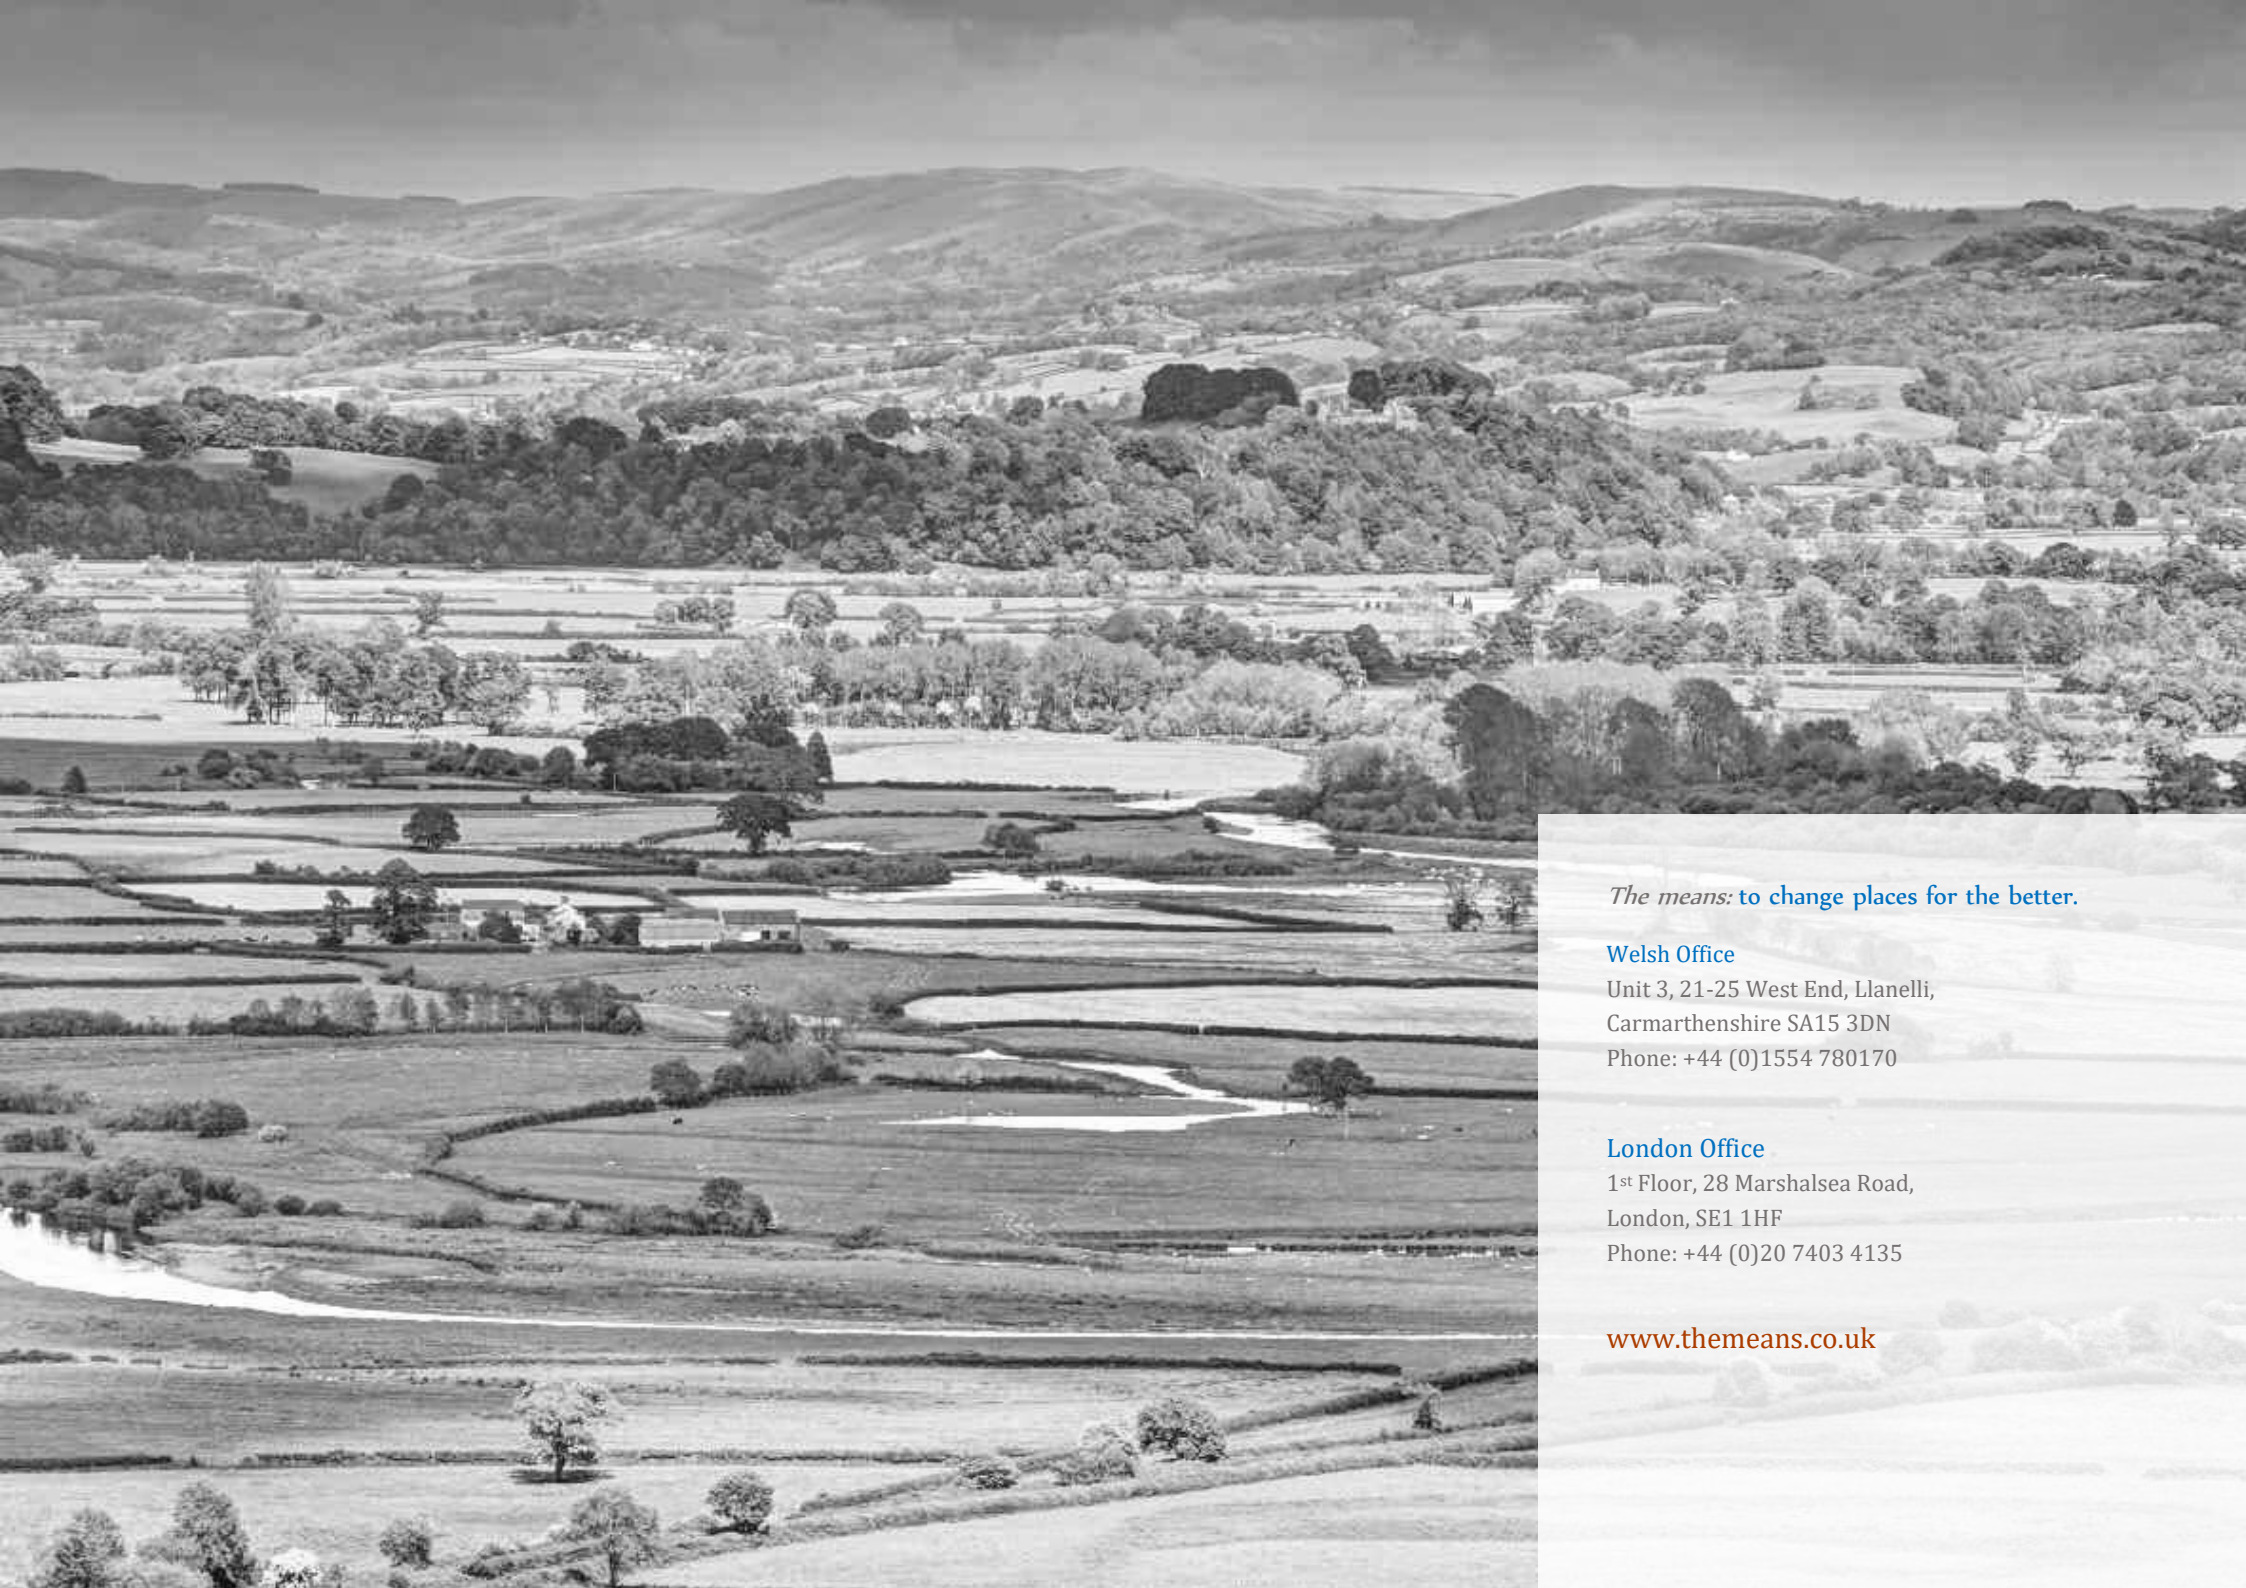 The means: to change places for the better.
Welsh Office
Unit 3, 21-25 West End, Llanelli,
Carmarthenshire SA15 3DN
Phone: +44 (0)1554 780170
London Office
1st Floor, 28 Marshalsea Road,
London, SE1 1HF
Phone: +44 (0)20 7403 4135
www.themeans.co.uk